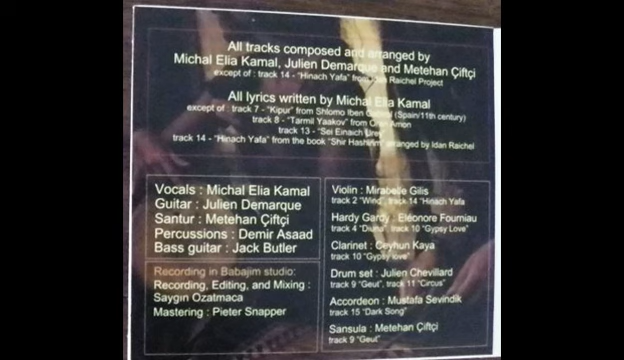 All tracks composed and arranged by
Michal Elia Kamal, Julien Demarque and Metehan Çiftçi
except of : track 14 - "Hinach Yafa" from Idan Raichel Project
All lyrics written by Michal Elia Kamal
except of : track 7 - "Kipur" from Shlomo Iben Gabirol (Spain/11th century)
track 8 - "Tarmil Yaakov" from Amon
track 13 - "Sei Einaich Urey"
track 14 - "Hinach Yafa" from the book "Shir Hashirim" arranged by Idan Raichel
Vocals : Michal Elia Kamal
Guitar : Julien Demarque
Santur : Metehan Çiftçi
Percussions : Demir Asaad
Bass guitar : Jack Butler
Recording in Babajim studio:
Recording, Editing, and Mixing :
Saygın Ozatmaca
Mastering : Pieter Snapper
Violin : Mirabelle Gilis
track 2 "Wind", track 14 "Hinach Yafa
Hardy Gardy : Eléonore Fourniau
track 4 "Diuna", track 10 "Gypsy Love"
Clarinet : Ceyhun Kaya
track 10 "Gypsy love"
Drum set : Julien Chevillard
track 9 "Geut", track 11 "Circus"
Accordeon : Mustafa Sevindik
track 15 "Dark Song"
Sansula : Metehan Çiftçi
track 9 "Geut"